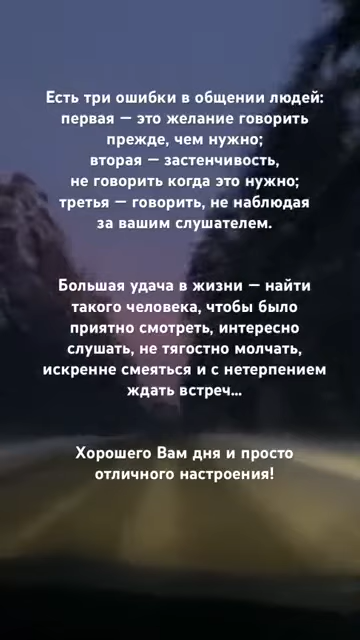 Есть три ошибки в общении людей:
первая — это желание говорить
прежде, чем нужно;
вторая — застенчивость,
не говорить когда это нужно;
третья — говорить, не наблюдая
за вашим слушателем.
Большая удача в жизни — найти
такого человека, чтобы было
приятно смотреть, интересно
слушать, не тягостно молчать,
искренне смеяться и с нетерпением
ждать встреч...
Хорошего Вам дня и просто
отличного настроения!